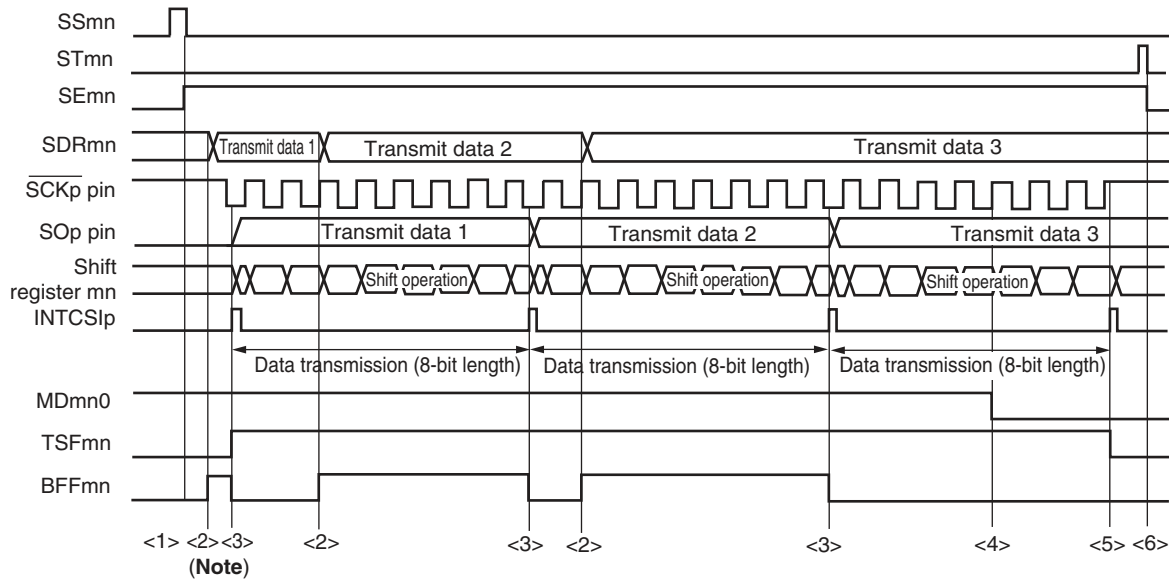 SSmn
STmn
SEmn
SDRmn
Transmit data 1
Transmit data 2
Transmit data 3
SCKp pin
SOp pin
Transmit data 1
Transmit data 2
Transmit data 3
Shift
register mn
Shift operation
Shift operation
Shift operation
INTCSIp
Data transmission (8-bit length)
Data transmission (8-bit length)
Data transmission (8-bit length)
MDmn0
TSFmn
BFFmn
<1>
<2>
<3>
<2>
<3>
<2>
<3>
<4>
<5>
<6>
(Note)